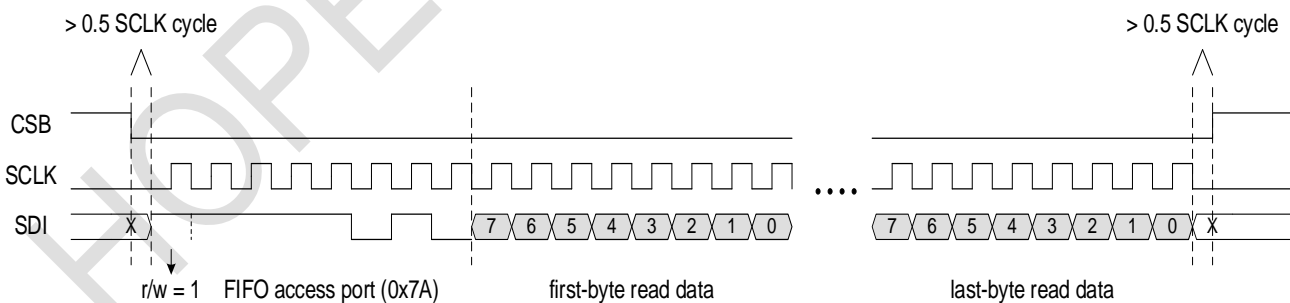 > 0.5 SCLK cycle > 0.5 SCLK cycle
CSB
SCLK
SDI X 7 6 5 4 3 2 1 0 7 6 5 4 3 2 1 0 X
r/w = 1 FIFO access port (0x7A) first-byte read data last-byte read data
HOPE